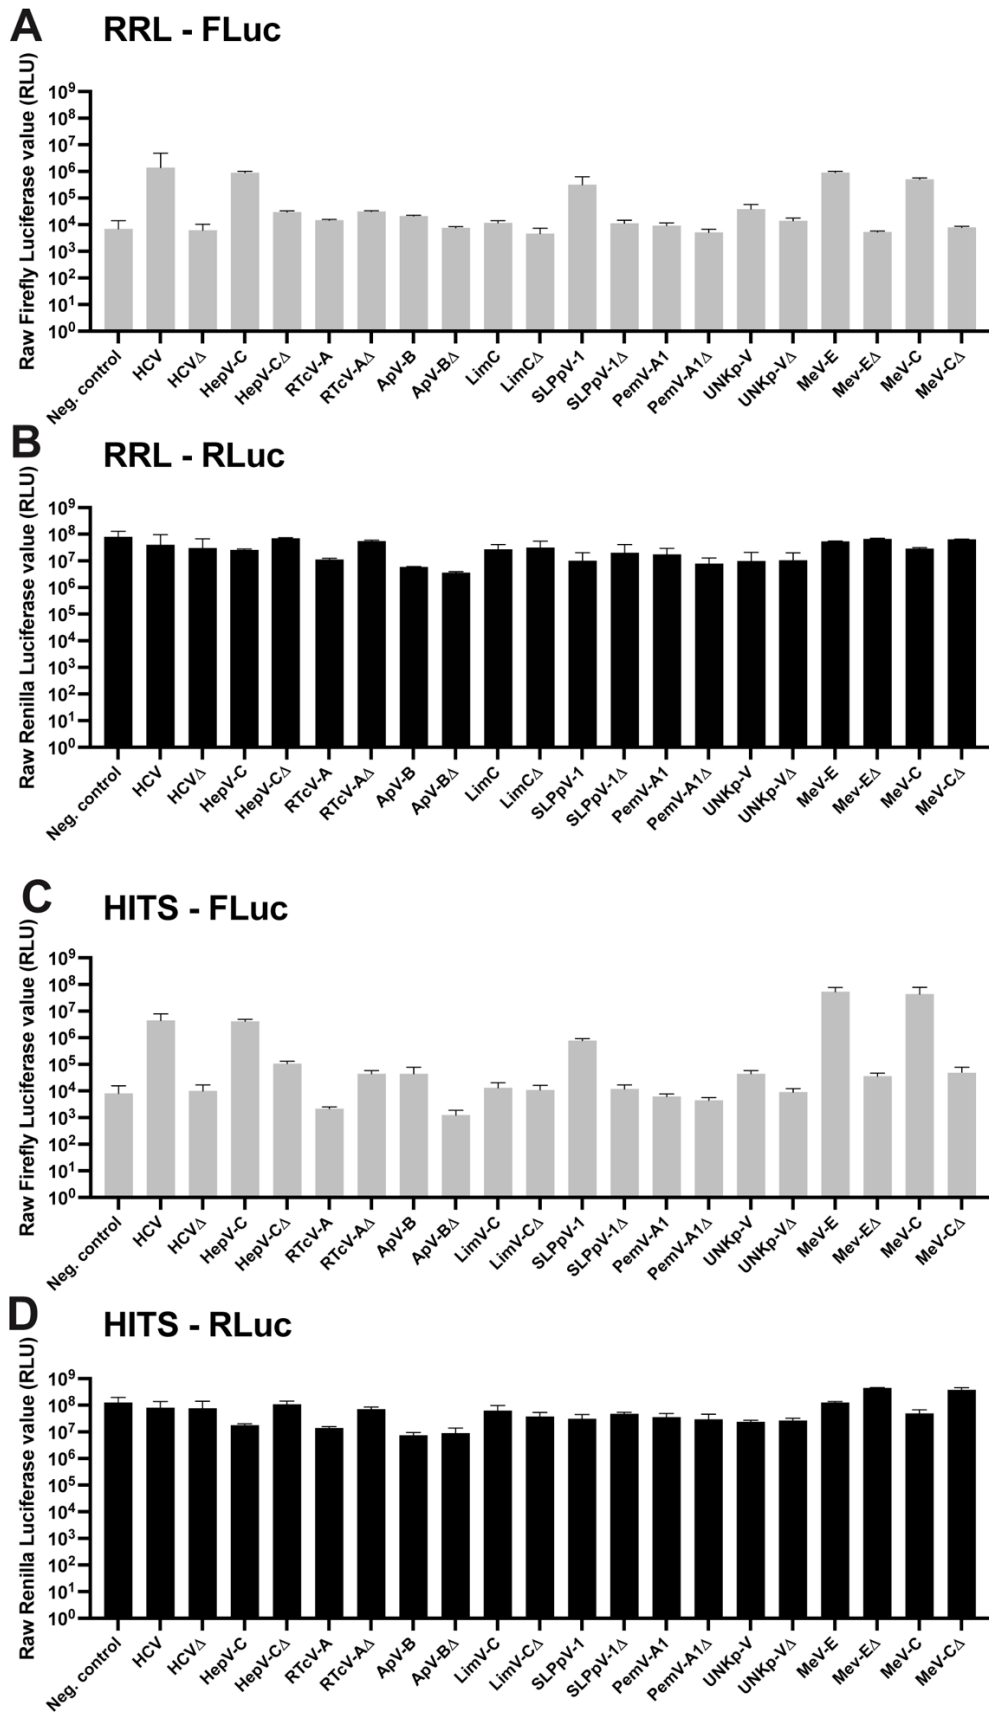 A RRL - FLuc
Raw Firefly Luciferase value (RLU)
10⁹
10⁸
10⁷
10⁶
10⁵
10⁴
10³
10²
10¹
10⁰
Neg. control
HCV
HCVΔ
HepV-C
HepV-CΔ
RTcV-A
RTcV-AΔ
ApV-B
ApV-BΔ
LimC
LimCΔ
SLPpV-1
SLPpV-1Δ
PemV-A1
PemV-A1Δ
UNKp-V
UNKp-VΔ
MeV-E
Mev-EΔ
MeV-C
MeV-CΔ
B RRL - RLuc
Raw Renilla Luciferase value (RLU)
10⁹
10⁸
10⁷
10⁶
10⁵
10⁴
10³
10²
10¹
10⁰
Neg. control
HCV
HCVΔ
HepV-C
HepV-CΔ
RTcV-A
RTcV-AΔ
ApV-B
ApV-BΔ
LimC
LimCΔ
SLPpV-1
SLPpV-1Δ
PemV-A1
PemV-A1Δ
UNKp-V
UNKp-VΔ
MeV-E
Mev-EΔ
MeV-C
MeV-CΔ
C HITS - FLuc
Raw Firefly Luciferase value (RLU)
10⁹
10⁸
10⁷
10⁶
10⁵
10⁴
10³
10²
10¹
10⁰
Neg. control
HCV
HCVΔ
HepV-C
HepV-CΔ
RTcV-A
RTcV-AΔ
ApV-B
ApV-BΔ
LimV-C
LimV-CΔ
SLPpV-1
SLPpV-1Δ
PemV-A1
PemV-A1Δ
UNKp-V
UNKp-VΔ
MeV-E
Mev-EΔ
MeV-C
MeV-CΔ
D HITS - RLuc
Raw Renilla Luciferase value (RLU)
10⁹
10⁸
10⁷
10⁶
10⁵
10⁴
10³
10²
10¹
10⁰
Neg. control
HCV
HCVΔ
HepV-C
HepV-CΔ
RTcV-A
RTcV-AΔ
ApV-B
ApV-BΔ
LimV-C
LimV-CΔ
SLPpV-1
SLPpV-1Δ
PemV-A1
PemV-A1Δ
UNKp-V
UNKp-VΔ
MeV-E
Mev-EΔ
MeV-C
MeV-CΔ